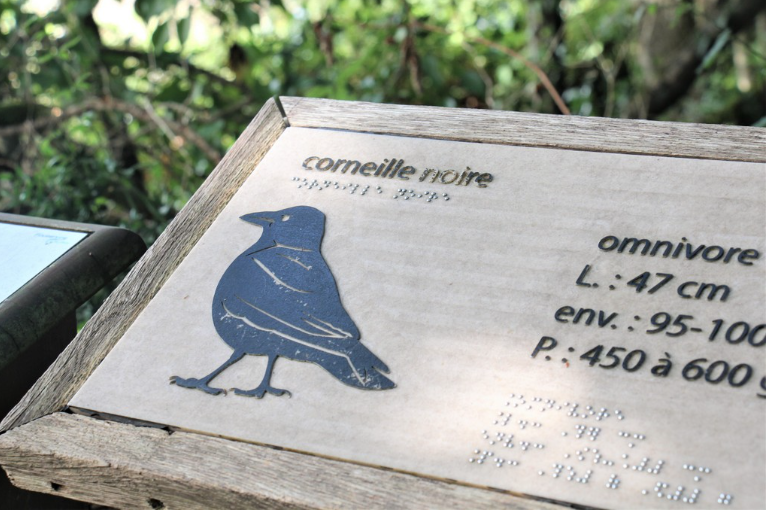 corneille noire
omnivore
L. : 47 cm
env. : 95-100
P. : 450 à 600 g